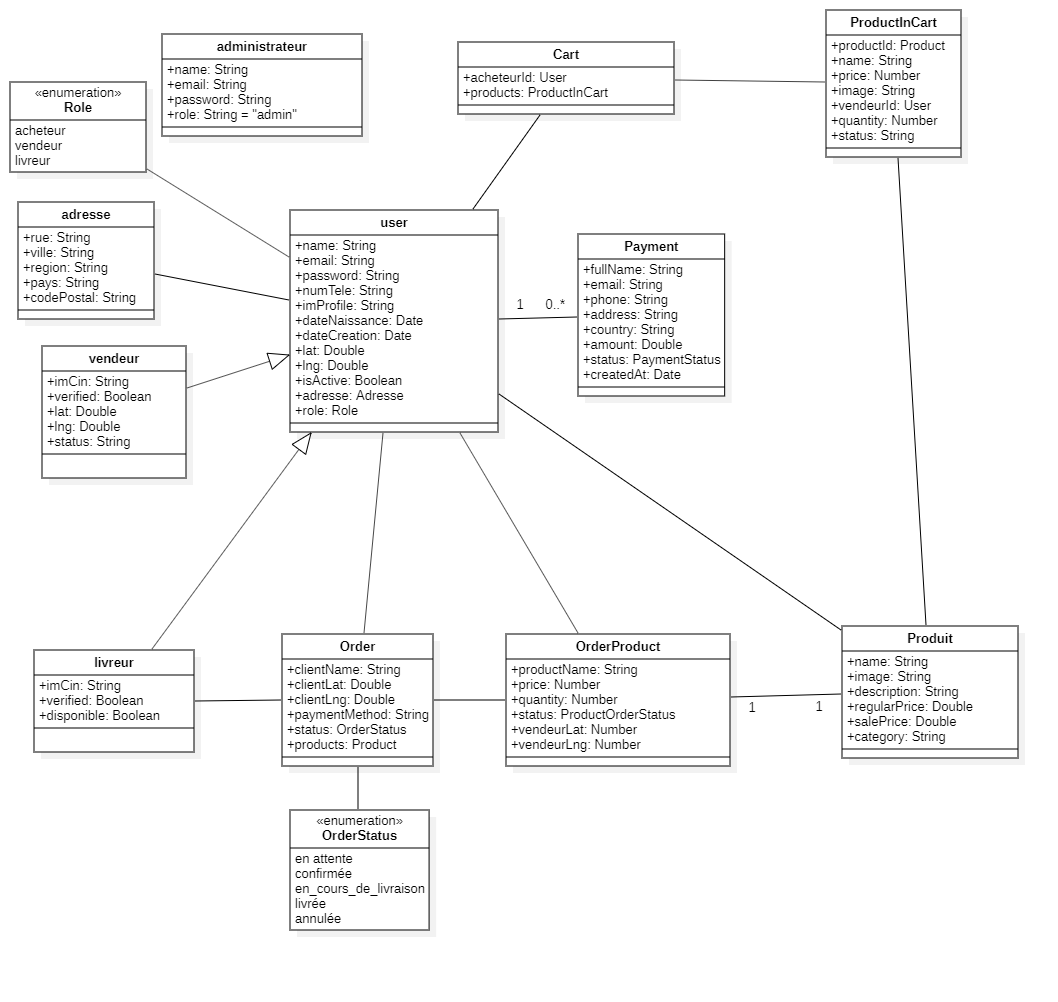 administrateur
+name: String
+email: String
+password: String
+role: String = "admin"
Cart
+acheteurId: User
+products: ProductInCart
ProductInCart
+productId: Product
+name: String
+price: Number
+image: String
+vendeurId: User
+quantity: Number
+status: String
«enumeration»
Role
acheteur
vendeur
livreur
adresse
+rue: String
+ville: String
+region: String
+pays: String
+codePostal: String
user
+name: String
+email: String
+password: String
+numTele: String
+imProfile: String
+dateNaissance: Date
+dateCreation: Date
+lat: Double
+lng: Double
+isActive: Boolean
+adresse: Adresse
+role: Role
1
0..*
Payment
+fullName: String
+email: String
+phone: String
+address: String
+country: String
+amount: Double
+status: PaymentStatus
+createdAt: Date
vendeur
+imCin: String
+verified: Boolean
+lat: Double
+lng: Double
+status: String
livreur
+imCin: String
+verified: Boolean
+disponible: Boolean
Order
+clientName: String
+clientLat: Double
+clientLng: Double
+paymentMethod: String
+status: OrderStatus
+products: Product
OrderProduct
+productName: String
+price: Number
+quantity: Number
+status: ProductOrderStatus
+vendeurLat: Number
+vendeurLng: Number
1
1
Produit
+name: String
+image: String
+description: String
+regularPrice: Double
+salePrice: Double
+category: String
«enumeration»
OrderStatus
en attente
confirmée
en_cours_de_livraison
livrée
annulée